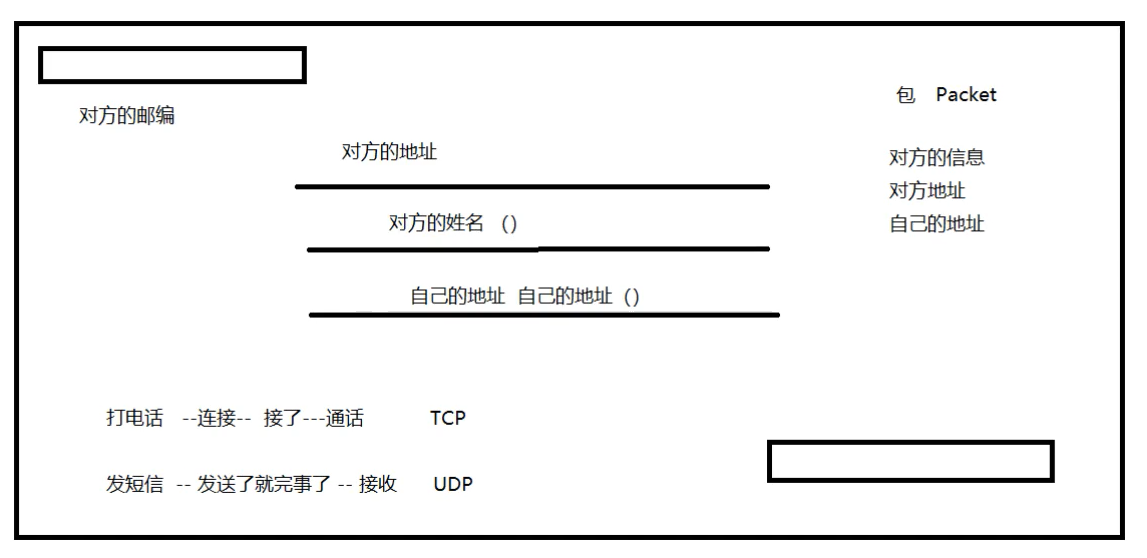 对方的邮编
包 Packet
对方的地址
对方的信息
对方地址
对方的姓名 ()
自己的地址
自己的地址 自己的地址 ()
打电话 --连接-- 接了---通话 TCP
发短信 -- 发送了就完事了 -- 接收 UDP